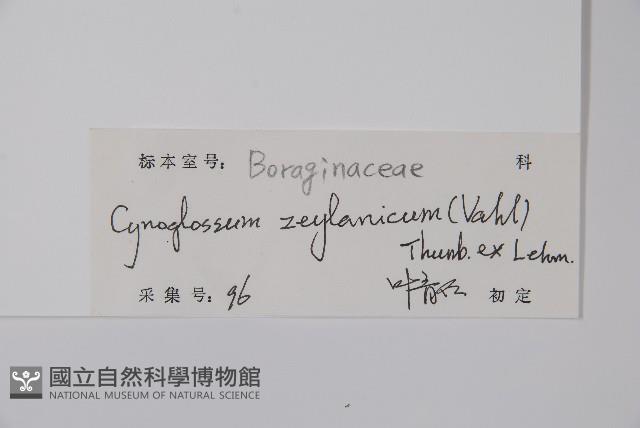 标本室号: Boraginaceae 科
Cynoglossum zeylanicum (Vahl)
Thunb. ex Lehm.
采集号: 96 叶 初定
國立自然科學博物館
NATIONAL MUSEUM OF NATURAL SCIENCE